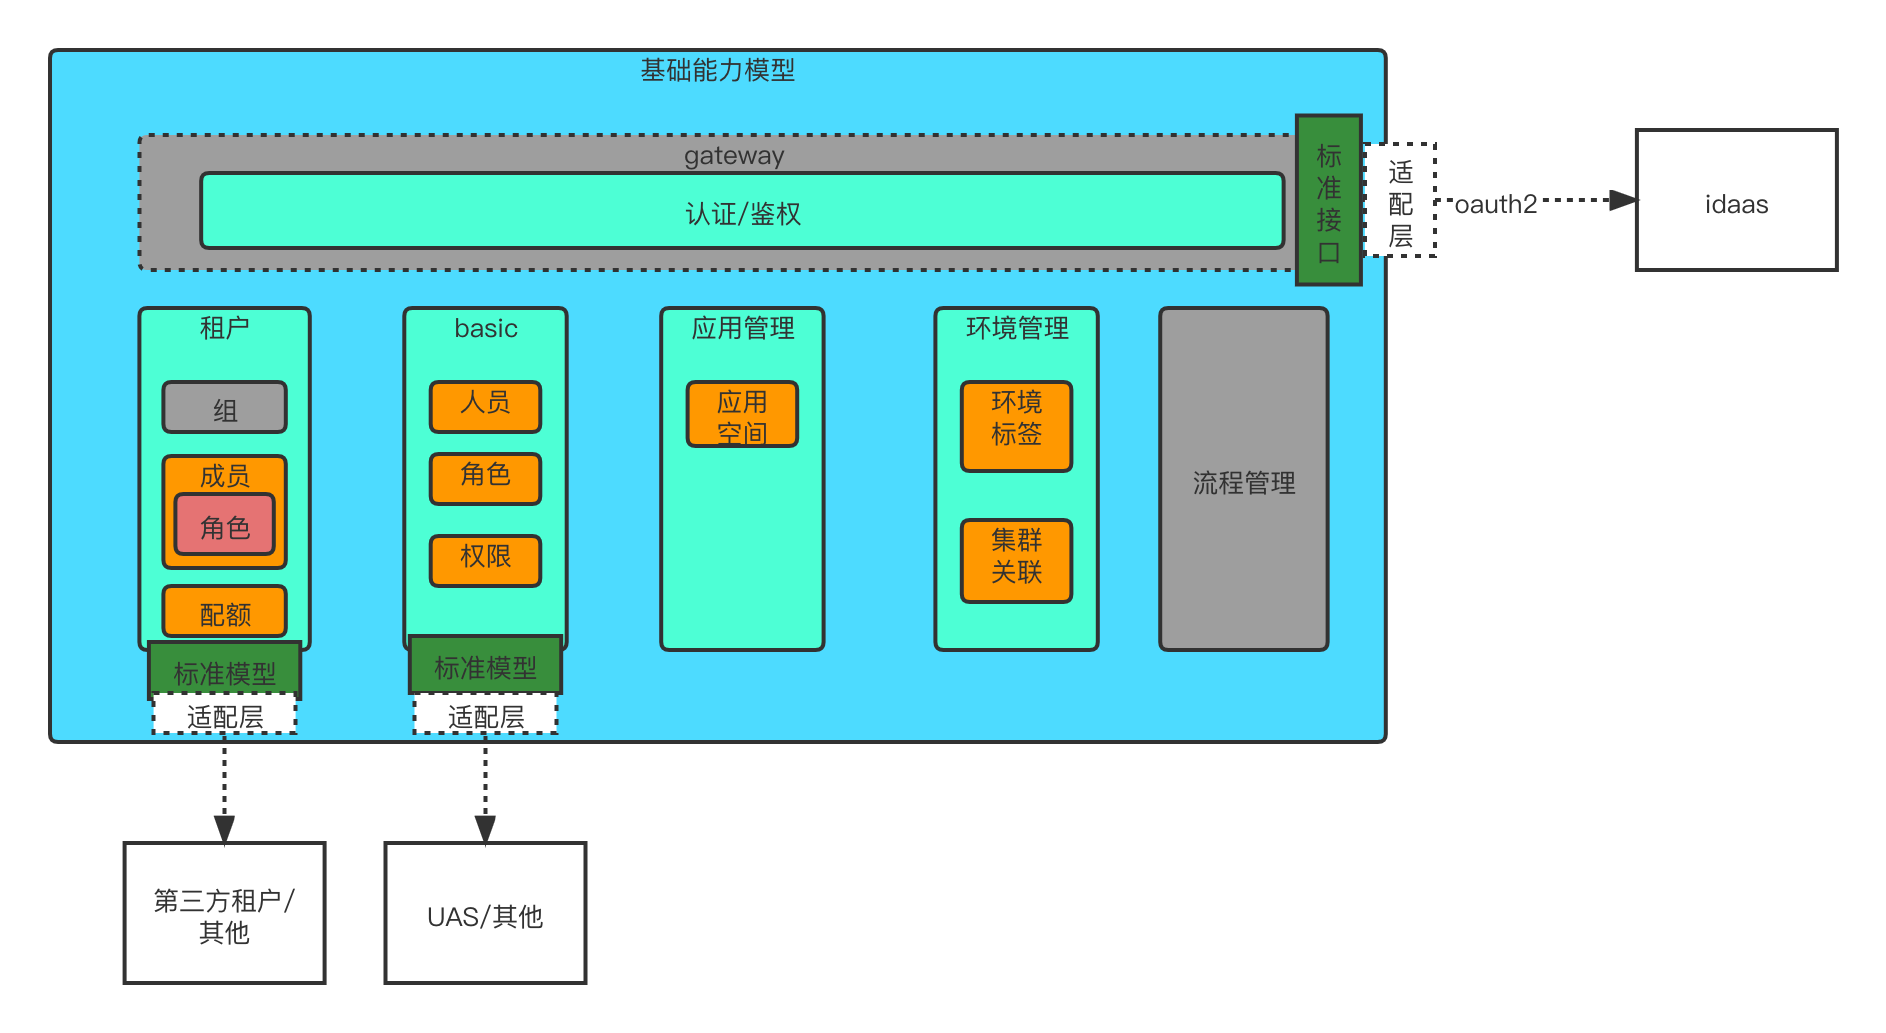 基础能力模型
gateway
认证/鉴权
标
准
接
口
适
配
层
oauth2
idaas
租户
组
成员
角色
配额
标准模型
适配层
basic
人员
角色
权限
标准模型
适配层
应用管理
应用
空间
环境管理
环境
标签
集群
关联
流程管理
第三方租户/
其他
UAS/其他